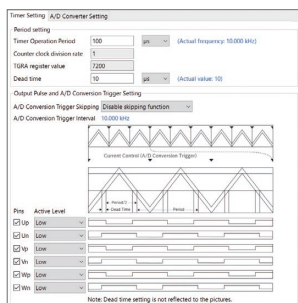 Timer Setting A/D Converter Setting
Period setting
Timer Operation Period 100 μm (Actual frequency: 10.000 kHz)
Counter clock division rate 1
TGRA register value 7200
Dead time 10 μd (Actual value: 10)
Output Pulse and A/D Conversion Trigger Setting
A/D Conversion Trigger Skipping Disable skipping function
A/D Conversion Trigger Interval 10.000 kHz
Current Control (A/D Conversion Trigger)
Period/2
Dead Time Period
Pins Active Level
Up Low
Un Low
Vp Low
Vn Low
Wp Low
Wn Low
Note: Dead time setting is not reflected to the pictures.